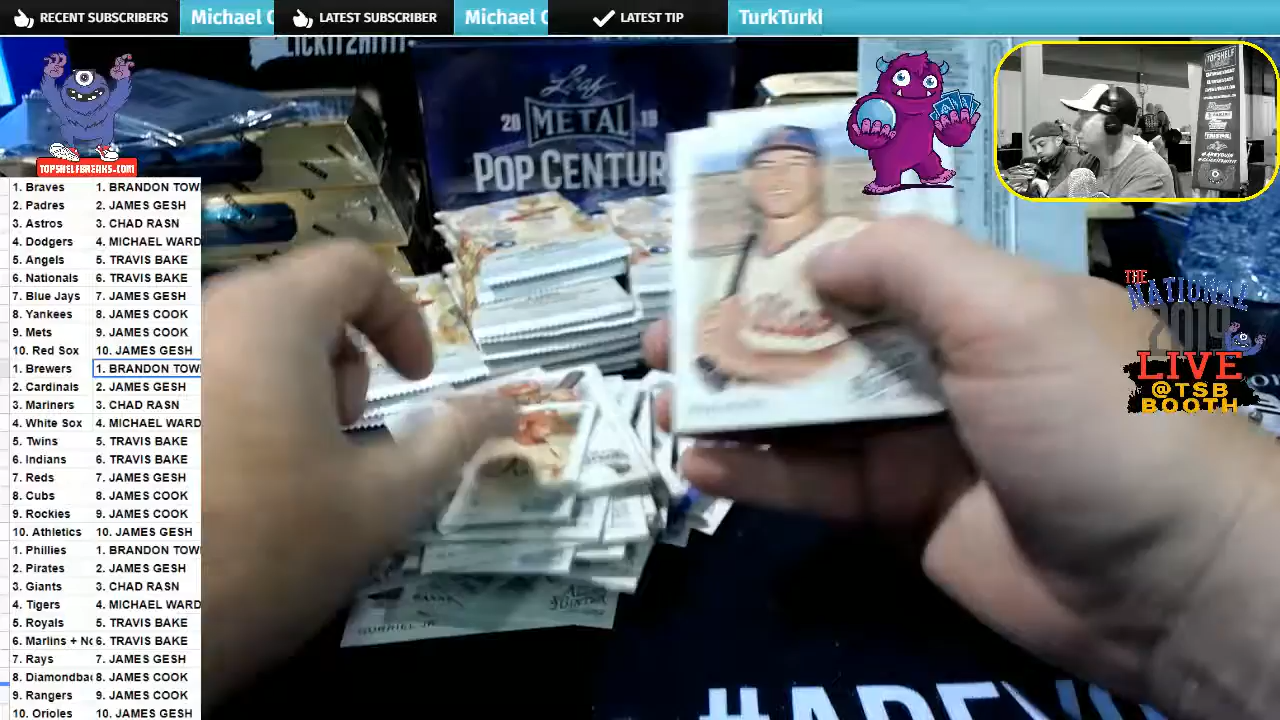 RECENT SUBSCRIBERS
Michael C
LATEST SUBSCRIBER
Michael C
LATEST TIP
TurkTurkl
LICKITZMITTT
Leaf
20 METAL 19
POP CENTUR
TOPSHELFBREAKS.COM
TOPSHELF
1. Braves 1. BRANDON TOW
2. Padres 2. JAMES GESH
3. Astros 3. CHAD RASN
4. Dodgers 4. MICHAEL WARD
5. Angels 5. TRAVIS BAKE
6. Nationals 6. TRAVIS BAKE
7. Blue Jays 7. JAMES GESH
8. Yankees 8. JAMES COOK
9. Mets 9. JAMES COOK
10. Red Sox 10. JAMES GESH
1. Brewers 1. BRANDON TOW
2. Cardinals 2. JAMES GESH
3. Mariners 3. CHAD RASN
4. White Sox 4. MICHAEL WARD
5. Twins 5. TRAVIS BAKE
6. Indians 6. TRAVIS BAKE
7. Reds 7. JAMES GESH
8. Cubs 8. JAMES COOK
9. Rockies 9. JAMES COOK
10. Athletics 10. JAMES GESH
1. Phillies 1. BRANDON TOW
2. Pirates 2. JAMES GESH
3. Giants 3. CHAD RASN
4. Tigers 4. MICHAEL WARD
5. Royals 5. TRAVIS BAKE
6. Marlins + No 6. TRAVIS BAKE
7. Rays 7. JAMES GESH
8. Diamondbac 8. JAMES COOK
9. Rangers 9. JAMES COOK
10. Orioles 10. JAMES GESH
THE
NATIONAL
2019
LIVE
@TSB
BOOTH
GURRIEL JR.
#AREYOU